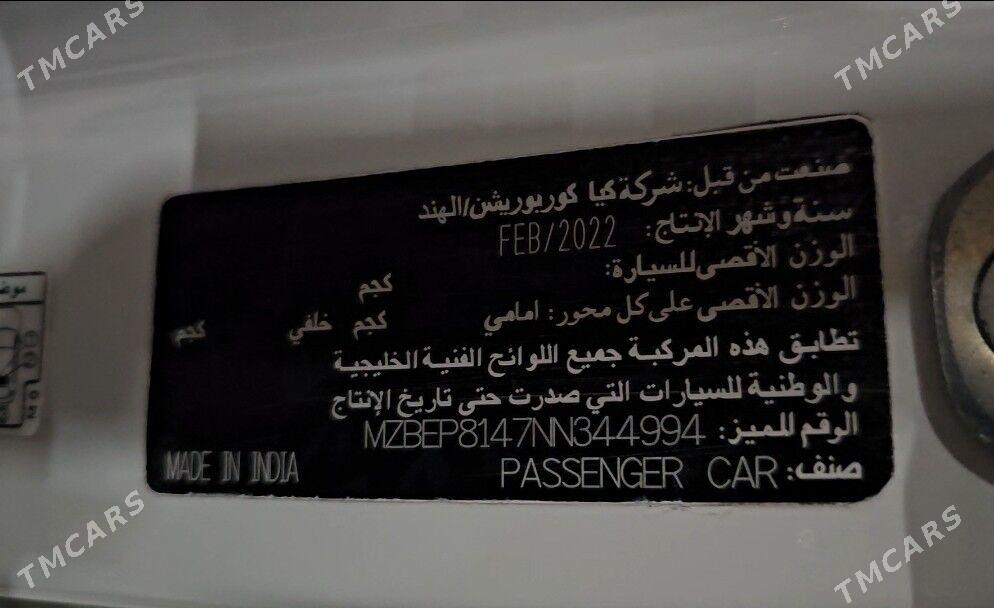 TMCARS
TMCARS
صنعت من قبل: شركة كيا كوربوريشن/الهند
سنة وشهر الإنتاج: FEB/2022
الوزن الأقصى للسيارة: كجم
الوزن الأقصى على كل محور: امامي كجم خلفي كجم
تطابق هذه المركبة جميع اللوائح الفنية الخليجية
والوطنية للسيارات التي صدرت حتى تاريخ الإنتاج
الرقم المميز: MZBEP8147NN344994
صنف: PASSENGER CAR MADE IN INDIA
TMCARS
TMCARS